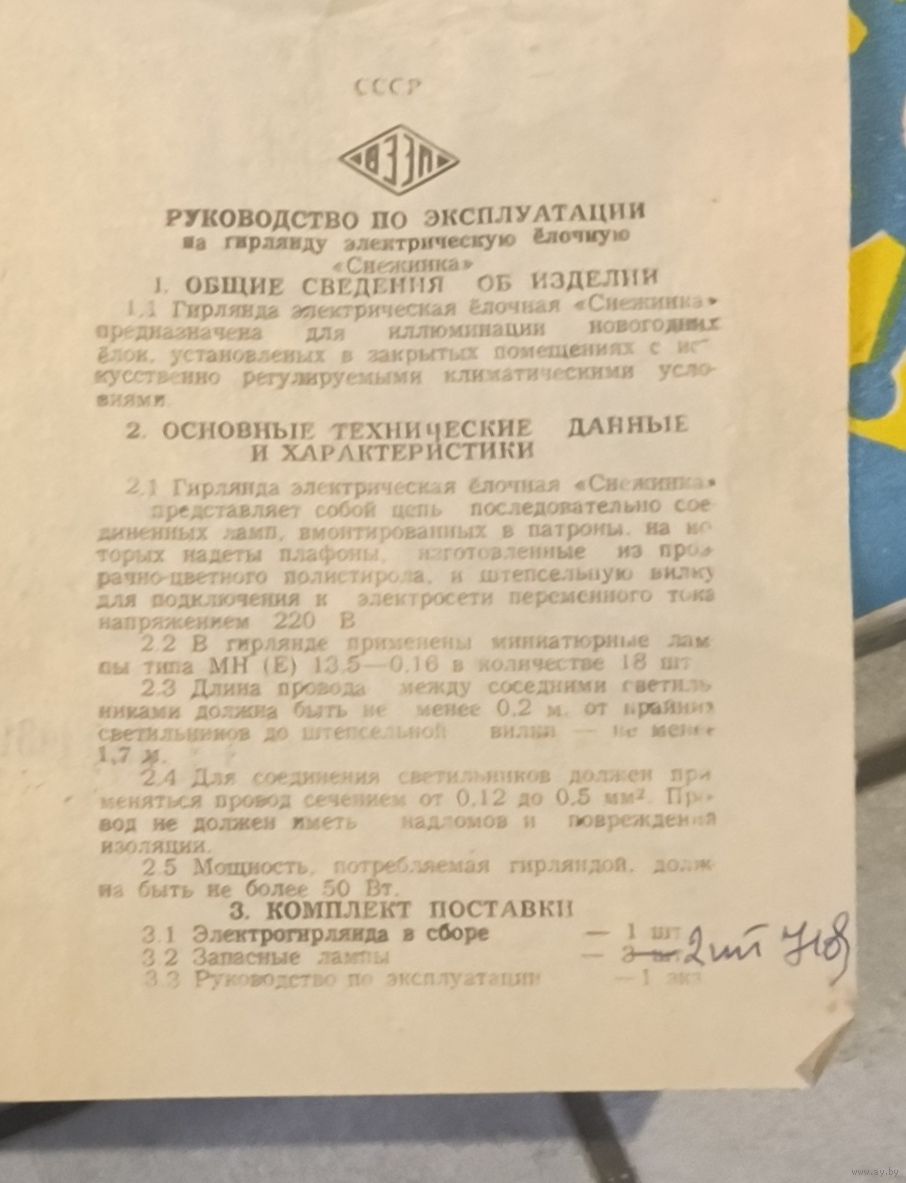 СССР
ВЗЭП
РУКОВОДСТВО ПО ЭКСПЛУАТАЦИИ
на гирлянду электрическую ёлочную
«Снежинка»
1. ОБЩИЕ СВЕДЕНИЯ ОБ ИЗДЕЛИИ
1.1 Гирлянда электрическая ёлочная «Снежинка»
предназначена для иллюминации новогодних
ёлок, установленых в закрытых помещениях с ис-
кусственно регулируемыми климатическими усло-
виями.
2. ОСНОВНЫЕ ТЕХНИЧЕСКИЕ ДАННЫЕ
И ХАРАКТЕРИСТИКИ
2.1 Гирлянда электрическая ёлочная «Снежинка»
представляет собой цепь последовательно сое-
диненных ламп, вмонтированных в патроны, на ко-
торых надеты плафоны, изготовленные из проз-
рачно-цветного полистирола, и штепсельную вилку
для подключения к электросети переменного тока
напряжением 220 В
2.2 В гирлянде применены миниатюрные лам-
пы типа МН (Е) 13,5—0,16 в количестве 18 шт
2.3 Длина провода между соседними светиль-
никами должна быть не менее 0,2 м, от крайних
светильников до штепсельной вилки — не менее
1,7 м.
2.4 Для соединения светильников должен при-
меняться провод сечением от 0,12 до 0,5 мм². Про-
вод не должен иметь надломов и повреждений
изоляции.
2.5 Мощность, потребляемая гирляндой, долж-
на быть не более 50 Вт.
3. КОМПЛЕКТ ПОСТАВКИ
3.1 Электрогирлянда в сборе — 1 шт
3.2 Запасные лампы — 3 шт. 2 шт
3.3 Руководство по эксплуатации —1 экз.
www.ay.by